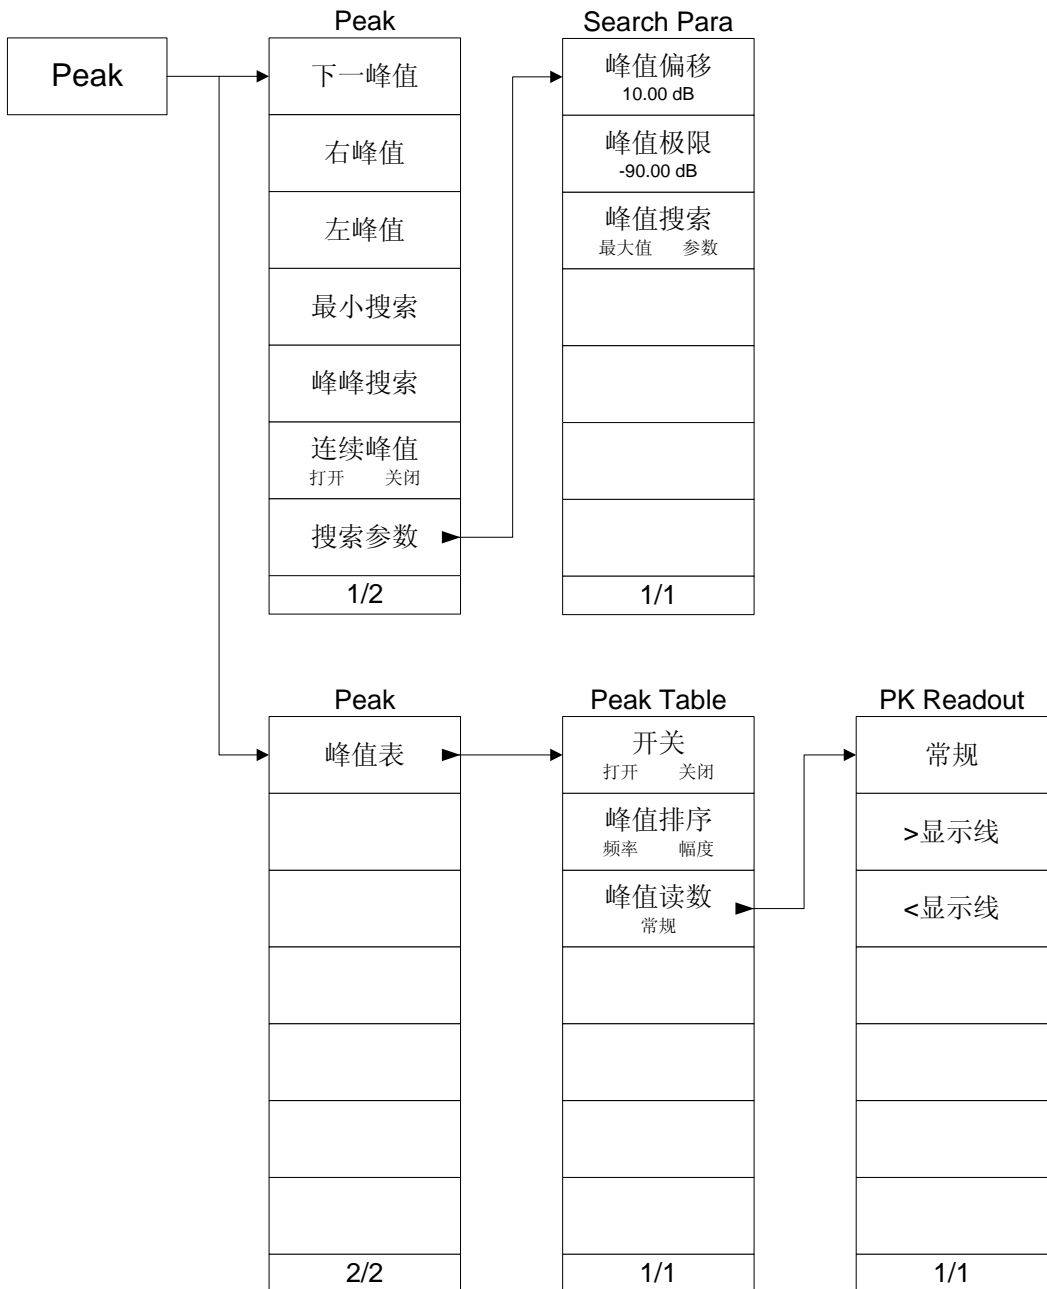 Peak
Peak
下一峰值
右峰值
左峰值
最小搜索
峰峰搜索
连续峰值
打开 关闭
搜索参数
1/2
Search Para
峰值偏移
10.00 dB
峰值极限
-90.00 dB
峰值搜索
最大值 参数
1/1
Peak
峰值表
2/2
Peak Table
开关
打开 关闭
峰值排序
频率 幅度
峰值读数
常规
1/1
PK Readout
常规
>显示线
<显示线
1/1